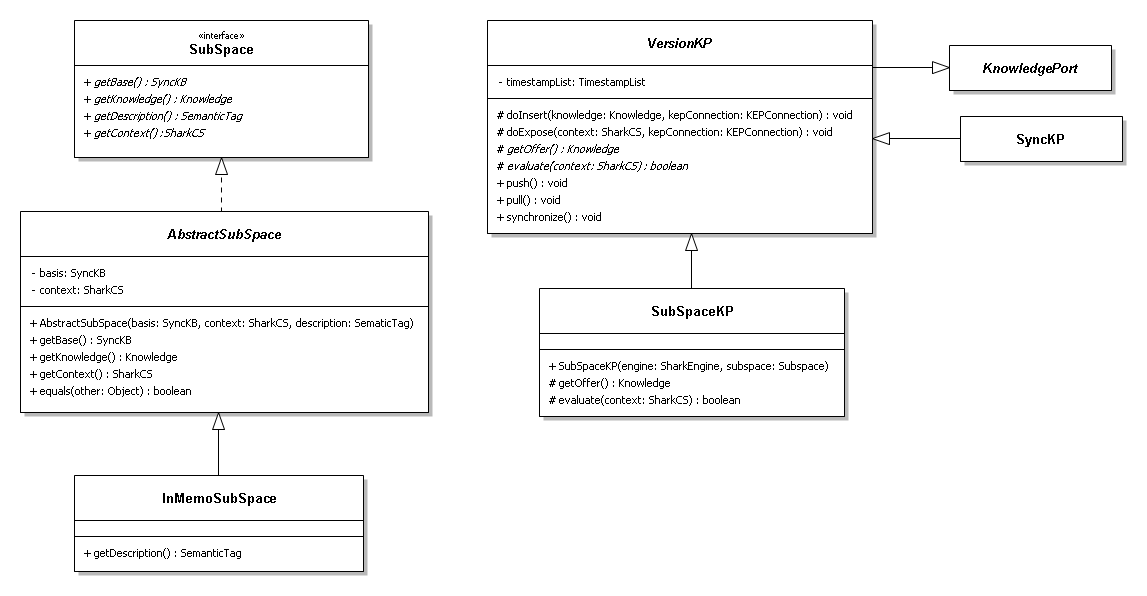 «interface»
SubSpace
+ getBase() : SyncKB
+ getKnowledge() : Knowledge
+ getDescription() : SemanticTag
+ getContext() :SharkCS
AbstractSubSpace
- basis: SyncKB
- context: SharkCS
+ AbstractSubSpace(basis: SyncKB, context: SharkCS, description: SematicTag)
+ getBase() : SyncKB
+ getKnowledge() : Knowledge
+ getContext() : SharkCS
+ equals(other: Object) : boolean
InMemoSubSpace
+ getDescription() : SemanticTag
VersionKP
- timestampList: TimestampList
# doInsert(knowledge: Knowledge, kepConnection: KEPConnection) : void
# doExpose(context: SharkCS, kepConnection: KEPConnection) : void
# getOffer() : Knowledge
# evaluate(context: SharkCS) : boolean
+ push() : void
+ pull() : void
+ synchronize() : void
KnowledgePort
SyncKP
SubSpaceKP
+ SubSpaceKP(engine: SharkEngine, subspace: Subspace)
# getOffer() : Knowledge
# evaluate(context: SharkCS) : boolean